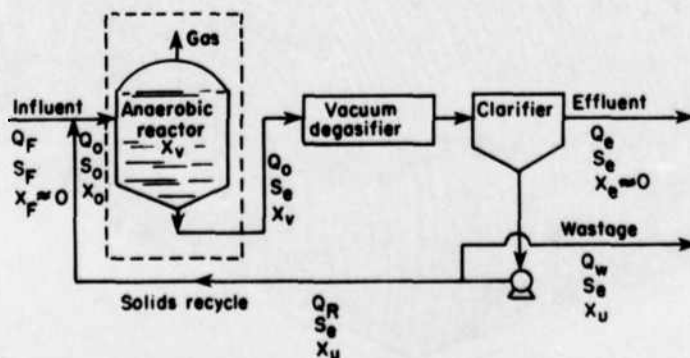 Gas
Influent
Q_F
S_F
X_F≈0
Q_o
S_o
X_o
Anaerobic
reactor
X_v
Q_o
S_e
X_v
Vacuum
degasifier
Clarifier
Effluent
Q_e
S_e
X_e≈0
Wastage
Q_w
S_e
X_u
Solids recycle
Q_R
S_e
X_u